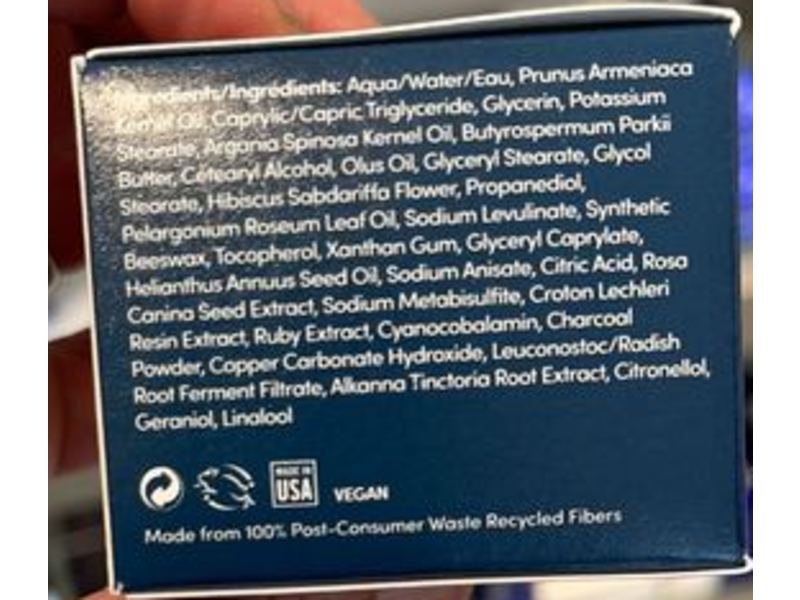 Ingredients/Ingrédients: Aqua/Water/Eau, Prunus Armeniaca
Kernel Oil, Caprylic/Capric Triglyceride, Glycerin, Potassium
Stearate, Argania Spinosa Kernel Oil, Butyrospermum Parkii
Butter, Cetearyl Alcohol, Olus Oil, Glyceryl Stearate, Glycol
Stearate, Hibiscus Sabdariffa Flower, Propanediol,
Pelargonium Roseum Leaf Oil, Sodium Levulinate, Synthetic
Beeswax, Tocopherol, Xanthan Gum, Glyceryl Caprylate,
Helianthus Annuus Seed Oil, Sodium Anisate, Citric Acid, Rosa
Canina Seed Extract, Sodium Metabisulfite, Croton Lechleri
Resin Extract, Ruby Extract, Cyanocobalamin, Charcoal
Powder, Copper Carbonate Hydroxide, Leuconostoc/Radish
Root Ferment Filtrate, Alkanna Tinctoria Root Extract, Citronellol,
Geraniol, Linalool
MADE IN
USA VEGAN
Made from 100% Post-Consumer Waste Recycled Fibers